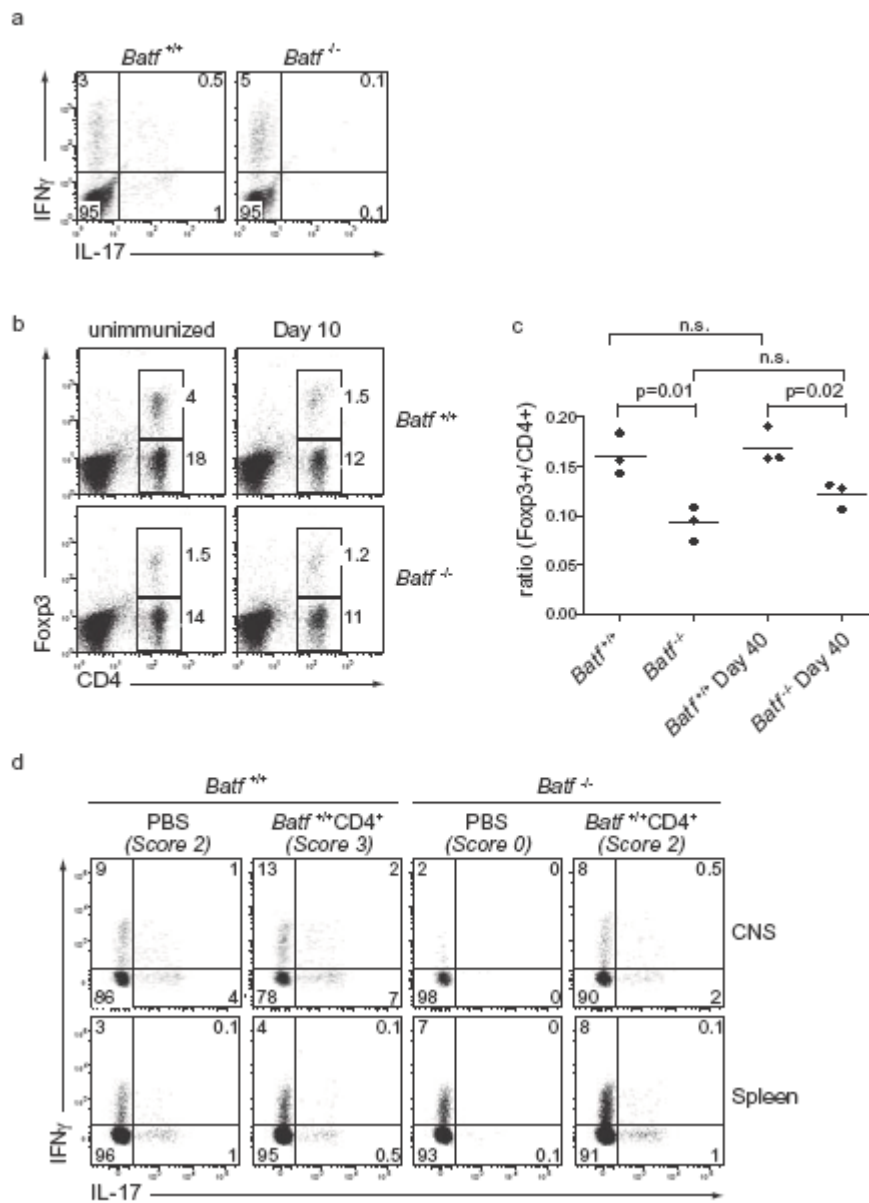 a
Batf +/+ Batf -/-
3 0.5 5 0.1
95 1 95 0.1
IFNγ
IL-17
b
unimmunized Day 10
4 1.5
18 12
Batf +/+
1.5 1.2
14 11
Batf -/-
Foxp3
CD4
c
n.s.
n.s.
p=0.01 p=0.02
0.20
0.15
0.10
0.05
0.00
ratio (Foxp3+/CD4+)
Batf+/+ Batf-/- Batf+/+ Day 40 Batf-/- Day 40
d
Batf +/+ Batf -/-
PBS Batf +/+CD4+ PBS Batf +/+CD4+
(Score 2) (Score 3) (Score 0) (Score 2)
9 1 13 2 2 0 8 0.5
CNS
86 4 78 7 98 0 90 2
3 0.1 4 0.1 7 0 8 0.1
Spleen
96 1 95 0.5 93 0.1 91 1
IFNγ
IL-17